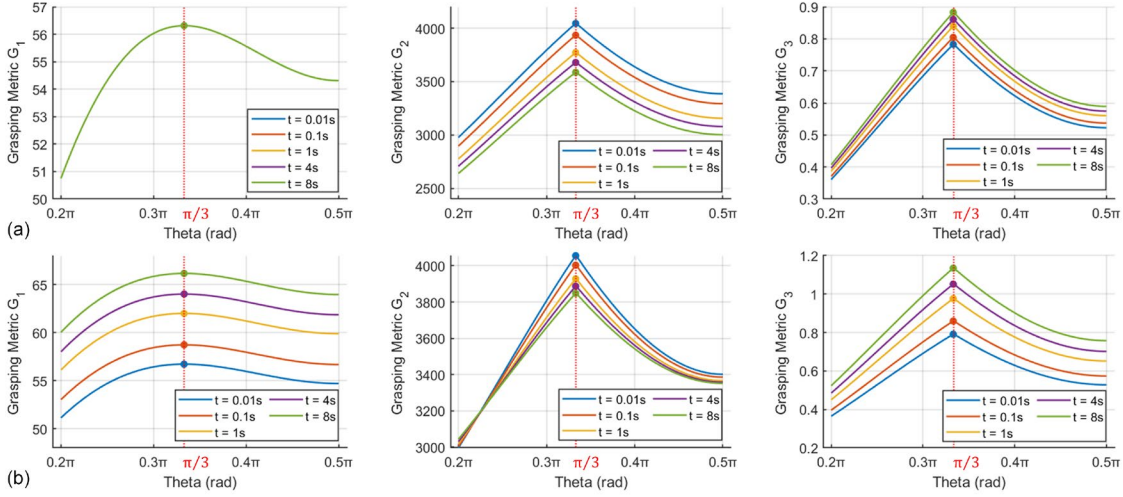 Grasping Metric G1
57
56
55
54
53
52
51
50
t = 0.01s
t = 0.1s
t = 1s
t = 4s
t = 8s
0.2π 0.3π π/3 0.4π 0.5π
Theta (rad)
Grasping Metric G2
4000
3500
3000
2500
t = 0.01s t = 4s
t = 0.1s t = 8s
t = 1s
0.2π 0.3π π/3 0.4π 0.5π
Theta (rad)
Grasping Metric G3
0.9
0.8
0.7
0.6
0.5
0.4
0.3
t = 0.01s t = 4s
t = 0.1s t = 8s
t = 1s
0.2π 0.3π π/3 0.4π 0.5π
Theta (rad)
(a)
Grasping Metric G1
65
60
55
50
t = 0.01s t = 4s
t = 0.1s t = 8s
t = 1s
0.2π 0.3π π/3 0.4π 0.5π
Theta (rad)
Grasping Metric G2
4000
3800
3600
3400
3200
3000
t = 0.01s t = 4s
t = 0.1s t = 8s
t = 1s
0.2π 0.3π π/3 0.4π 0.5π
Theta (rad)
Grasping Metric G3
1.2
1
0.8
0.6
0.4
0.2
t = 0.01s t = 4s
t = 0.1s t = 8s
t = 1s
0.2π 0.3π π/3 0.4π 0.5π
Theta (rad)
(b)